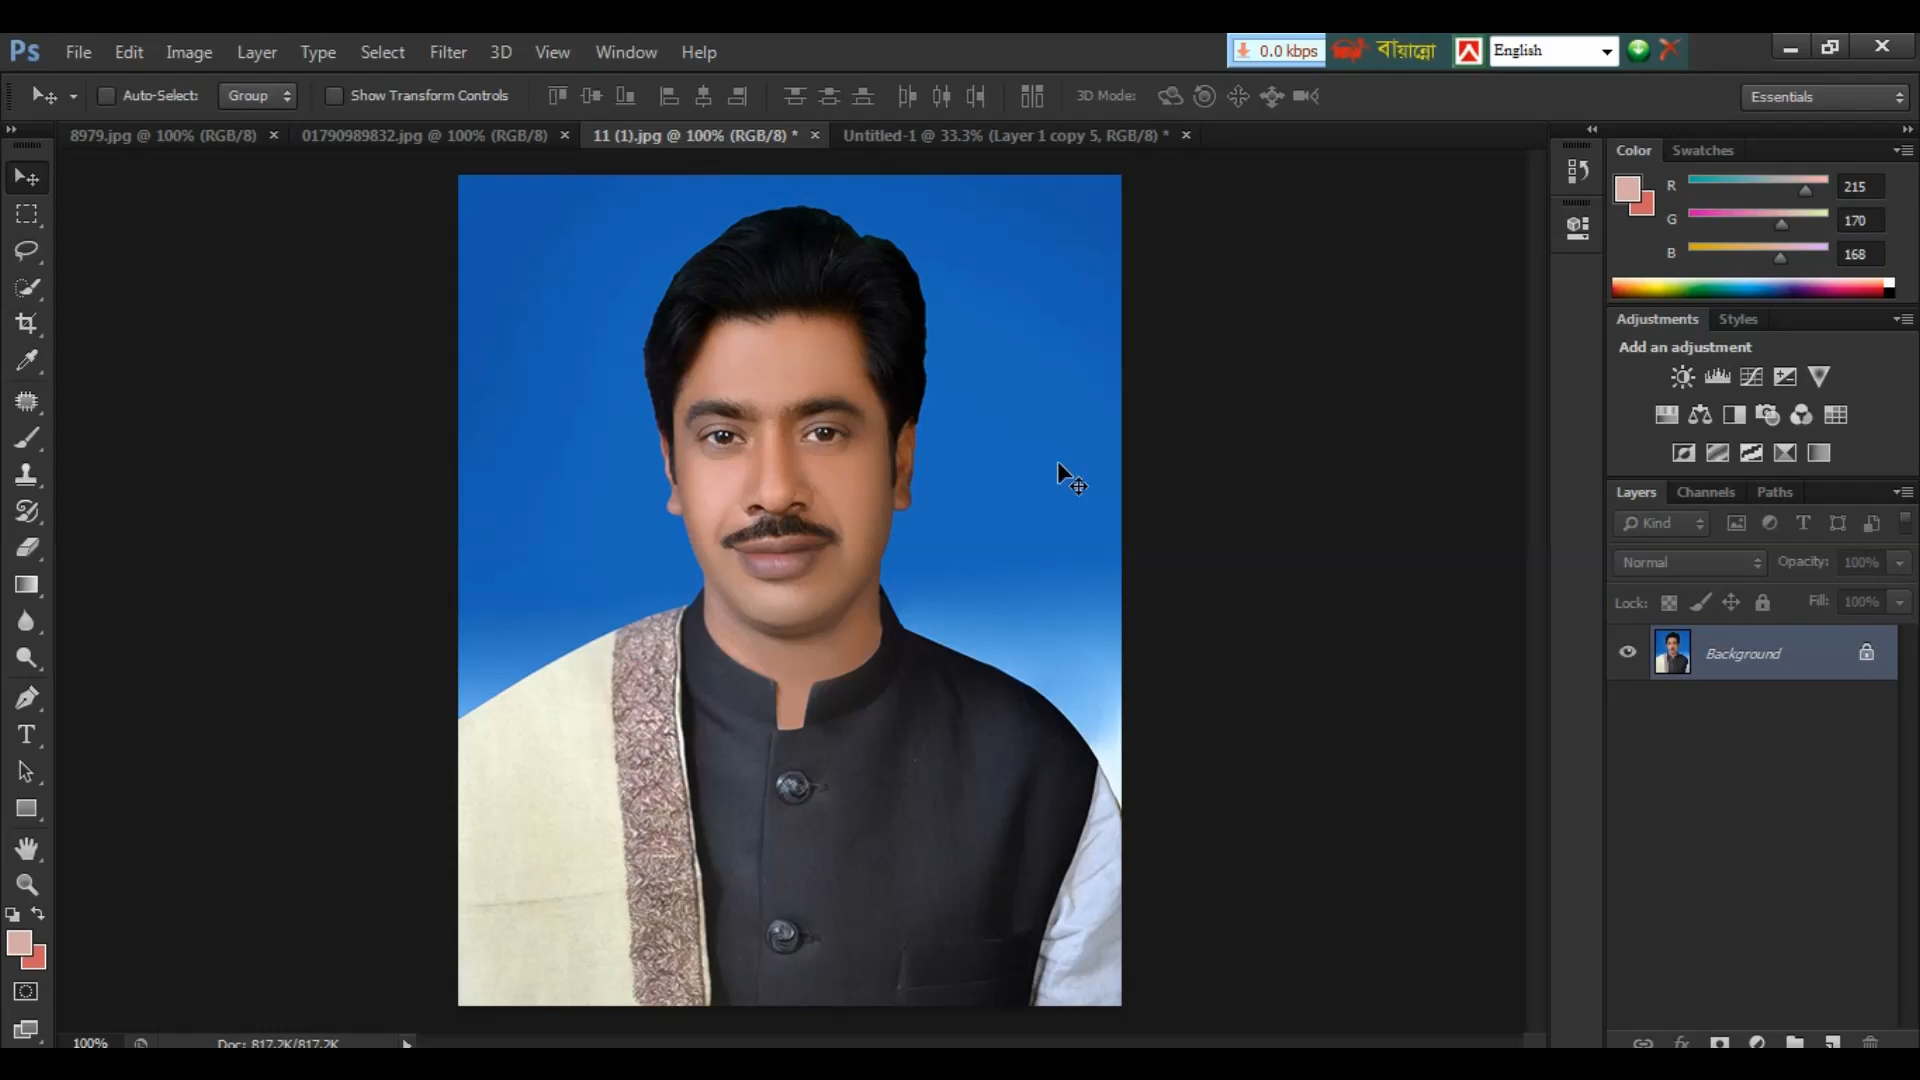 Ps File Edit Image Layer Type Select Filter 3D View Window Help 0.0 kbps বায়ান্নো English
Auto-Select: Group Show Transform Controls 3D Mode: Essentials
8979.jpg @ 100% (RGB/8) × 01790989832.jpg @ 100% (RGB/8) × 11 (1).jpg @ 100% (RGB/8) * × Untitled-1 @ 33.3% (Layer 1 copy 5, RGB/8) * ×
Color Swatches
R 215
G 170
B 168
Adjustments Styles
Add an adjustment
Layers Channels Paths
Kind
Normal Opacity: 100%
Lock: Fill: 100%
Background
100% Doc: 817.2K/817.2K